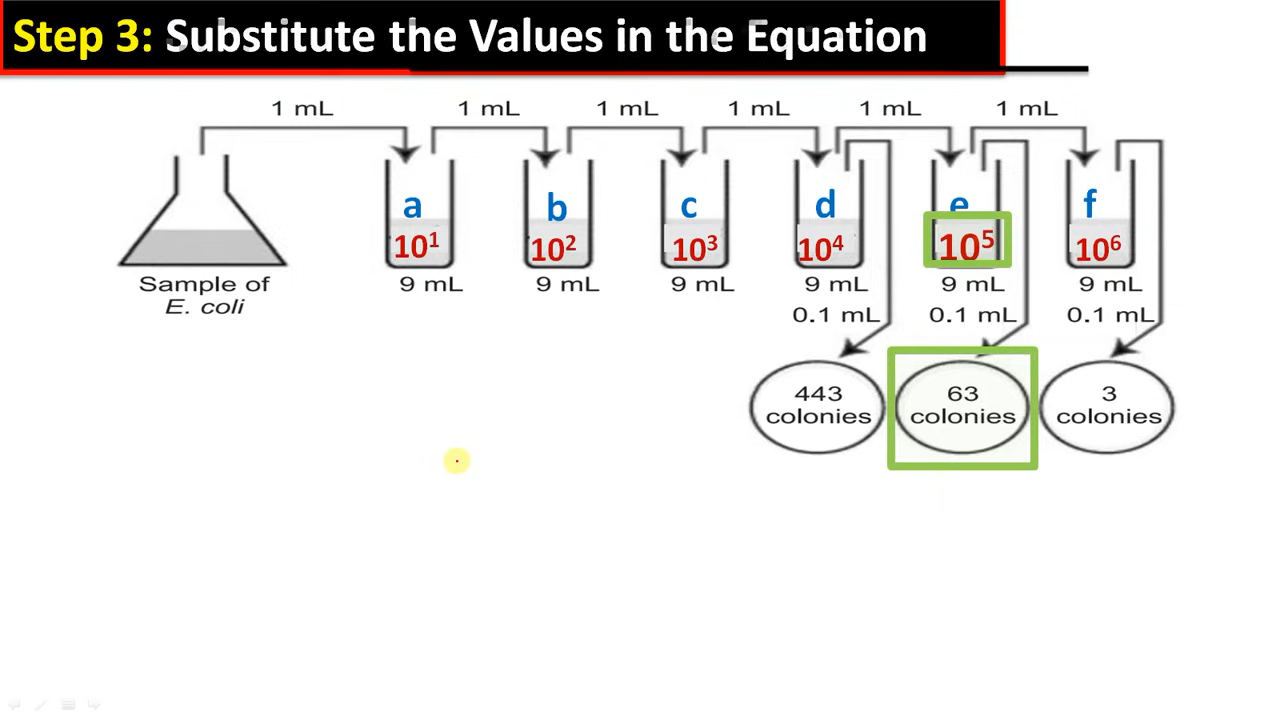 Step 3: Substitute the Values in the Equation
1 mL 1 mL 1 mL 1 mL 1 mL 1 mL
a b c d e f
10¹ 10² 10³ 10⁴ 10⁵ 10⁶
Sample of 9 mL 9 mL 9 mL 9 mL 9 mL 9 mL
E. coli
0.1 mL 0.1 mL 0.1 mL
443 63 3
colonies colonies colonies